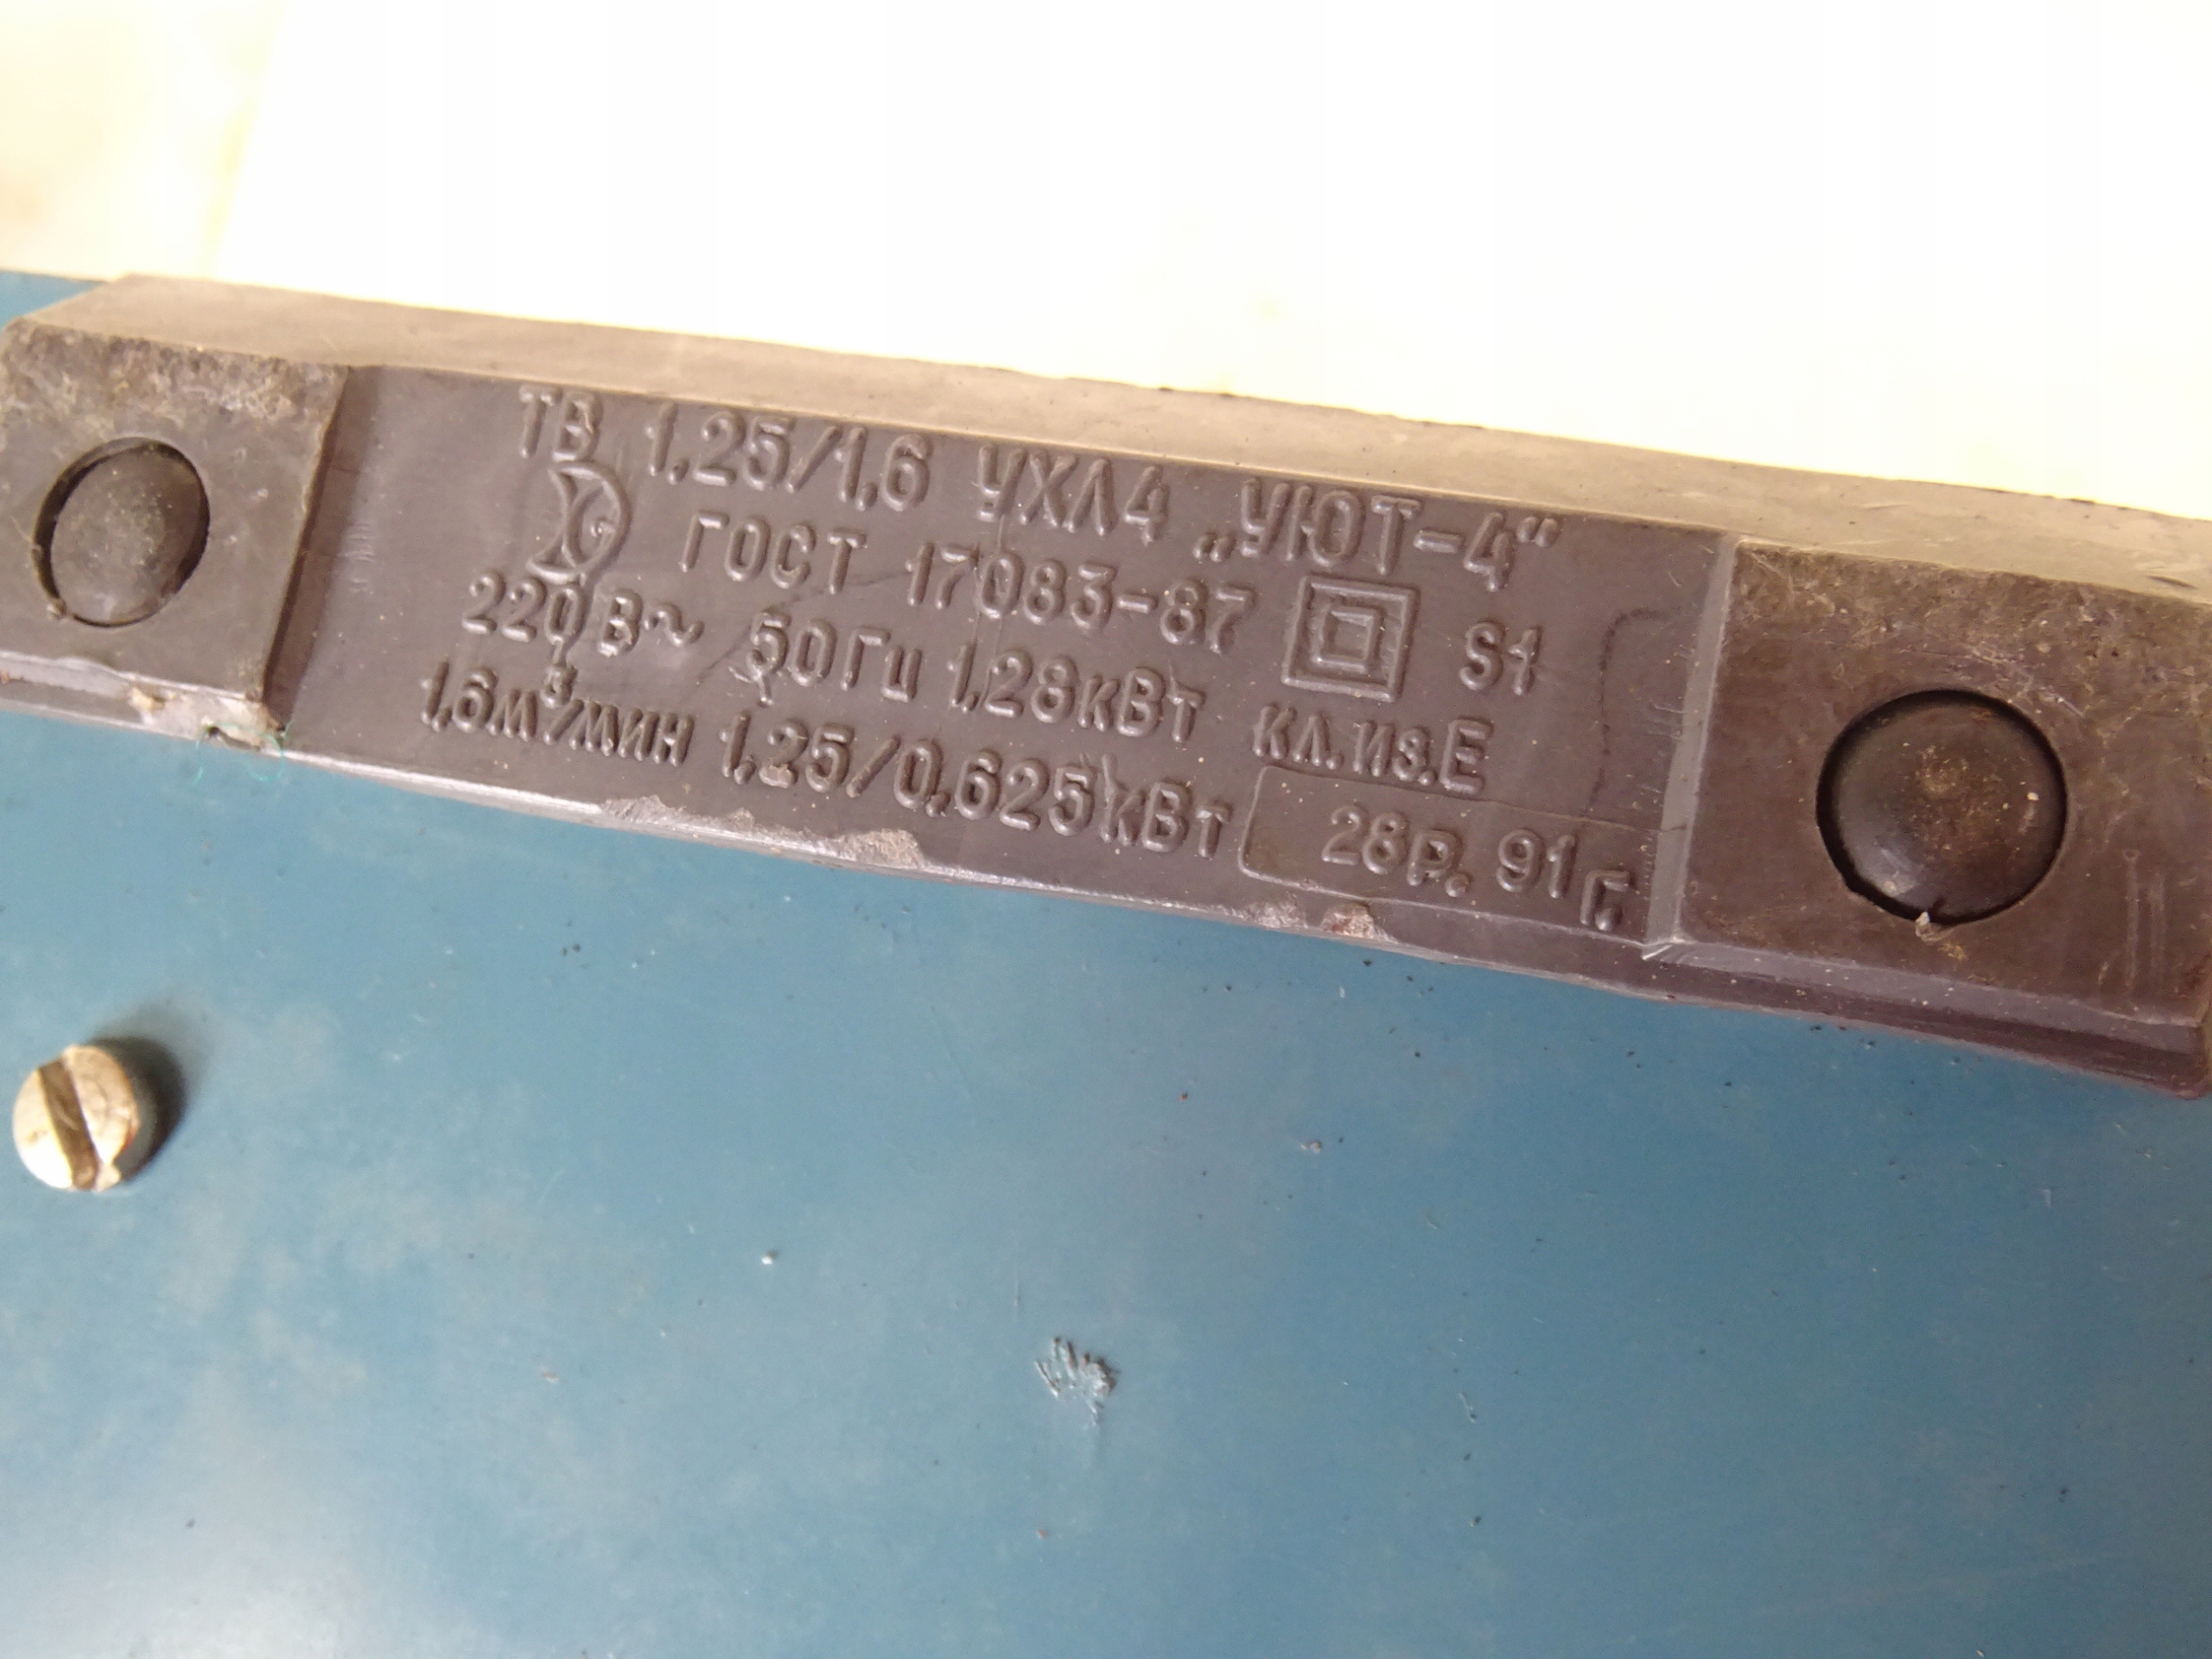 ТВ 1,25/1,6 УХЛ4 „УЮТ-4“
ГОСТ 17083-87 S1
220 В~ 50 Гц 1,28 кВт кл.из.Е
1,6 м³/мин 1,25/0,625 кВт 28р. 91 г.